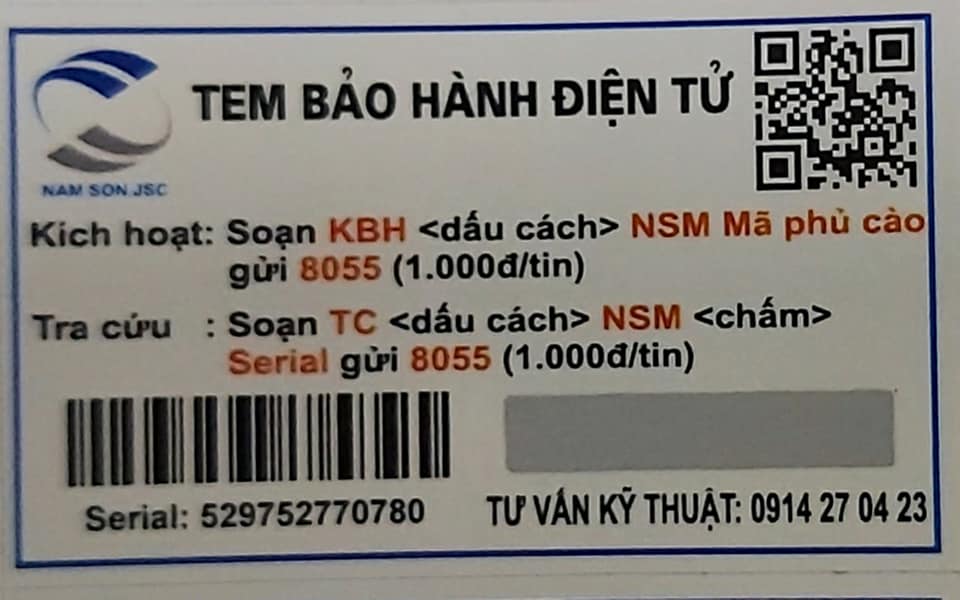 TEM BẢO HÀNH ĐIỆN TỬ
NAM SON JSC
Kích hoạt: Soạn KBH <dấu cách> NSM Mã phủ cào
gửi 8055 (1.000đ/tin)
Tra cứu : Soạn TC <dấu cách> NSM <chấm>
Serial gửi 8055 (1.000đ/tin)
Serial: 529752770780
TƯ VẤN KỸ THUẬT: 0914 27 04 23